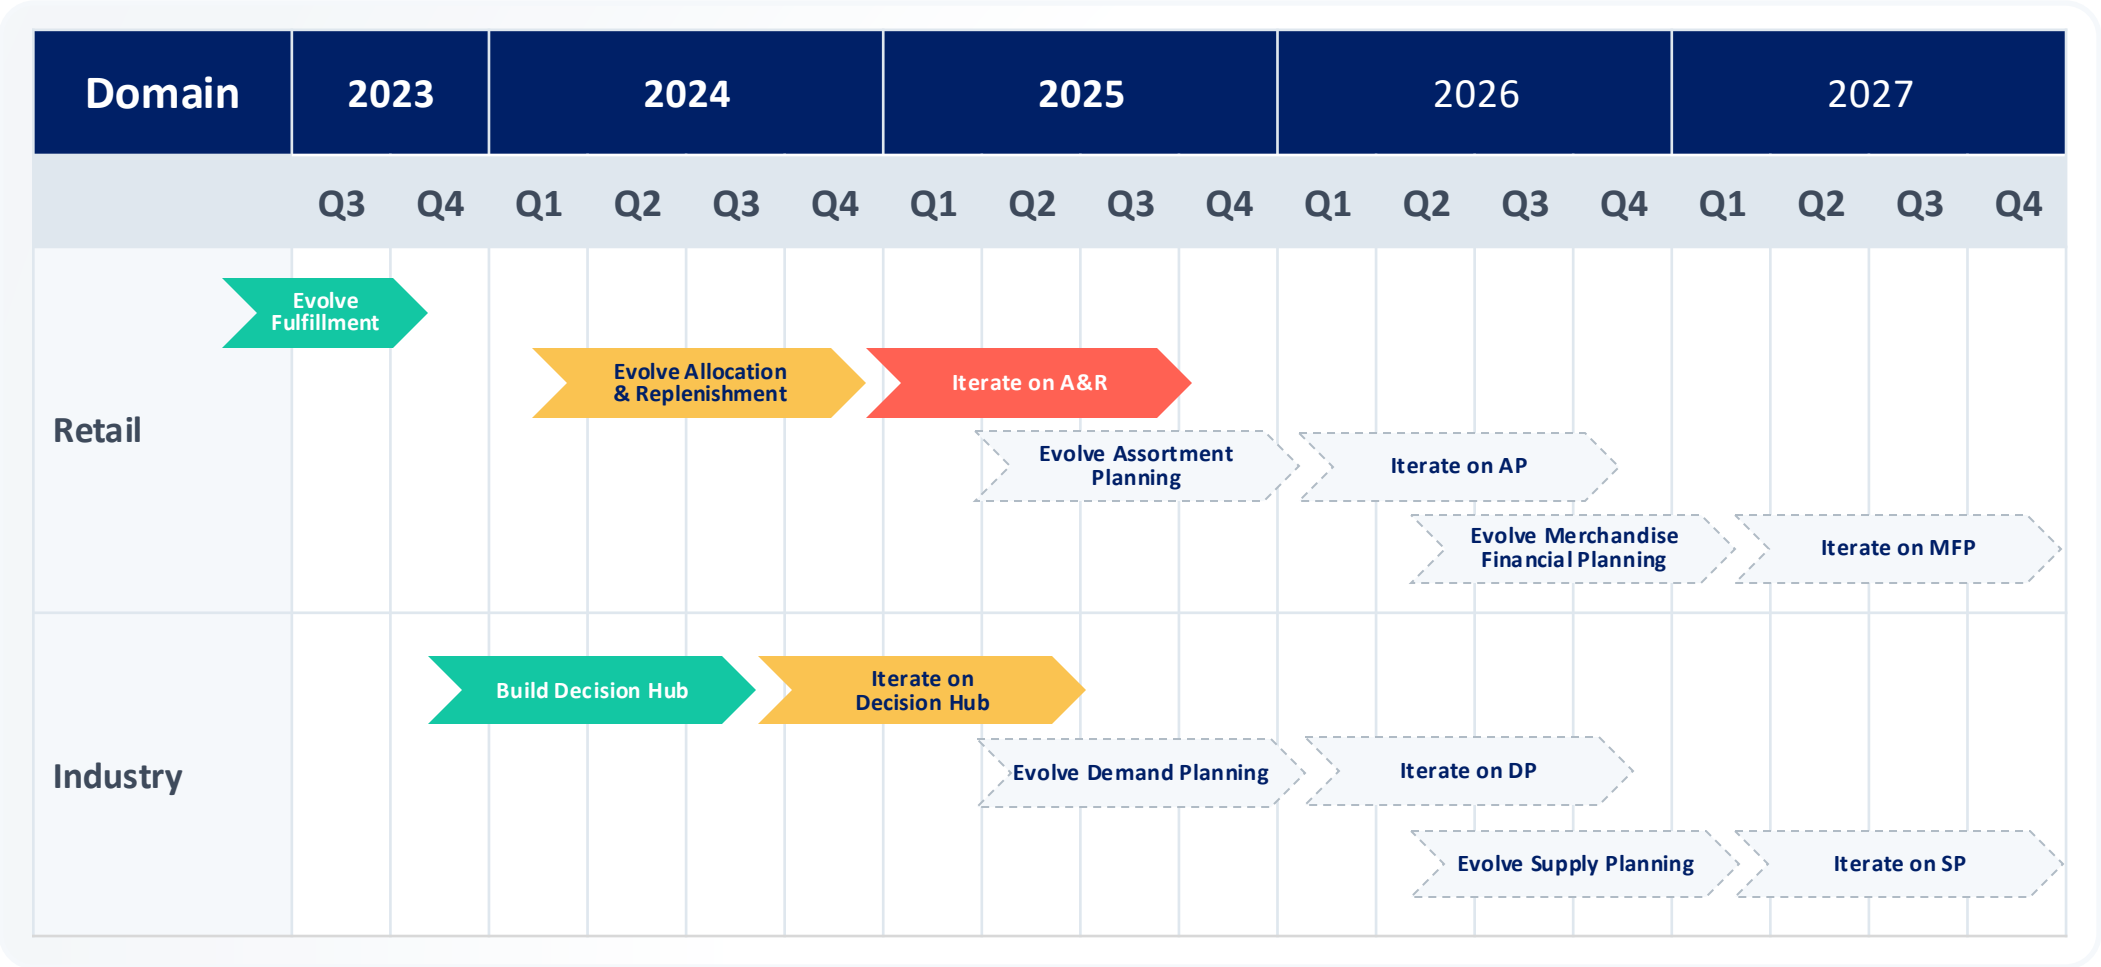 Domain 2023 2024 2025 2026 2027
Q3 Q4 Q1 Q2 Q3 Q4 Q1 Q2 Q3 Q4 Q1 Q2 Q3 Q4 Q1 Q2 Q3 Q4
Retail
Evolve
Fulfillment
Evolve Allocation
& Replenishment
Iterate on A&R
Evolve Assortment
Planning
Iterate on AP
Evolve Merchandise
Financial Planning
Iterate on MFP
Industry
Build Decision Hub
Iterate on
Decision Hub
Evolve Demand Planning
Iterate on DP
Evolve Supply Planning
Iterate on SP